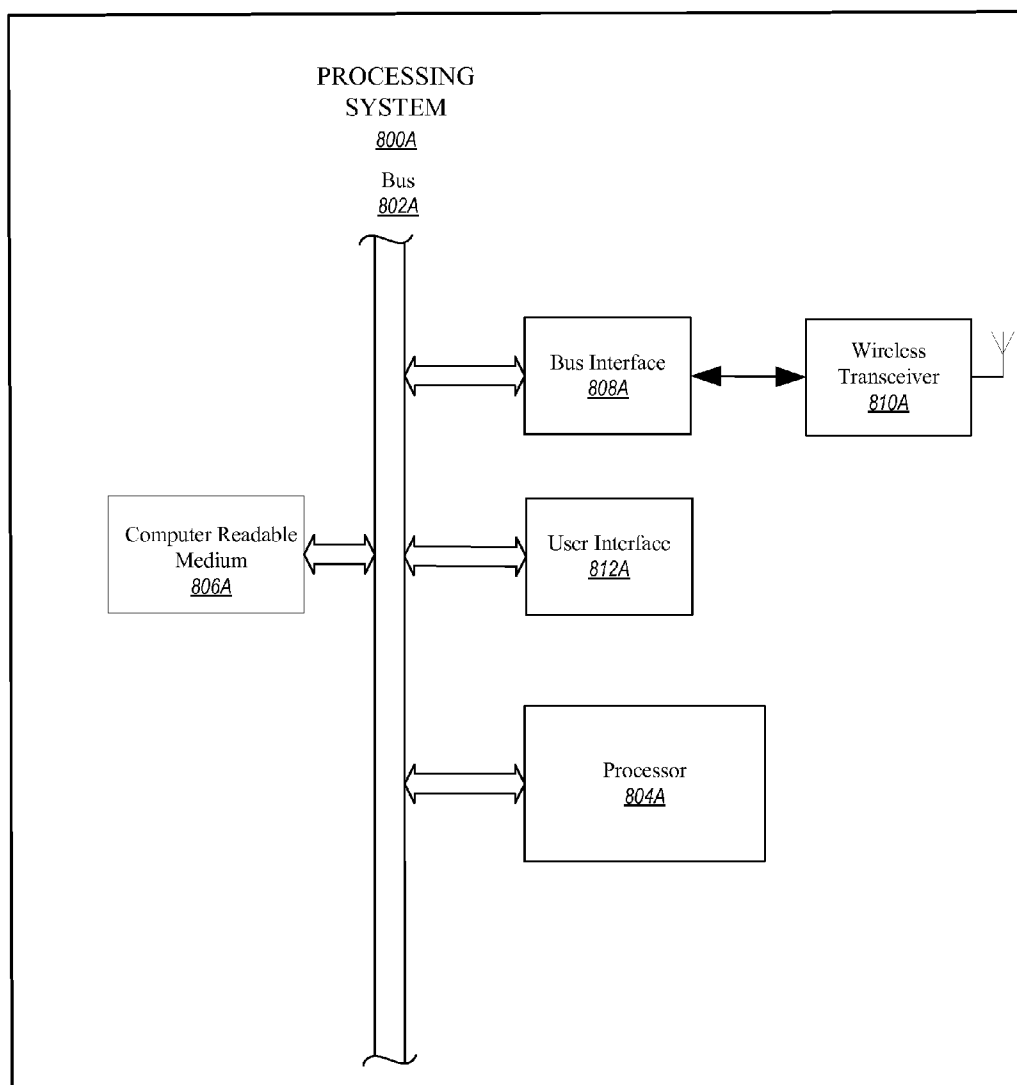 PROCESSING
SYSTEM
800A
Bus
802A
Bus Interface
808A
Wireless
Transceiver
810A
Computer Readable
Medium
806A
User Interface
812A
Processor
804A